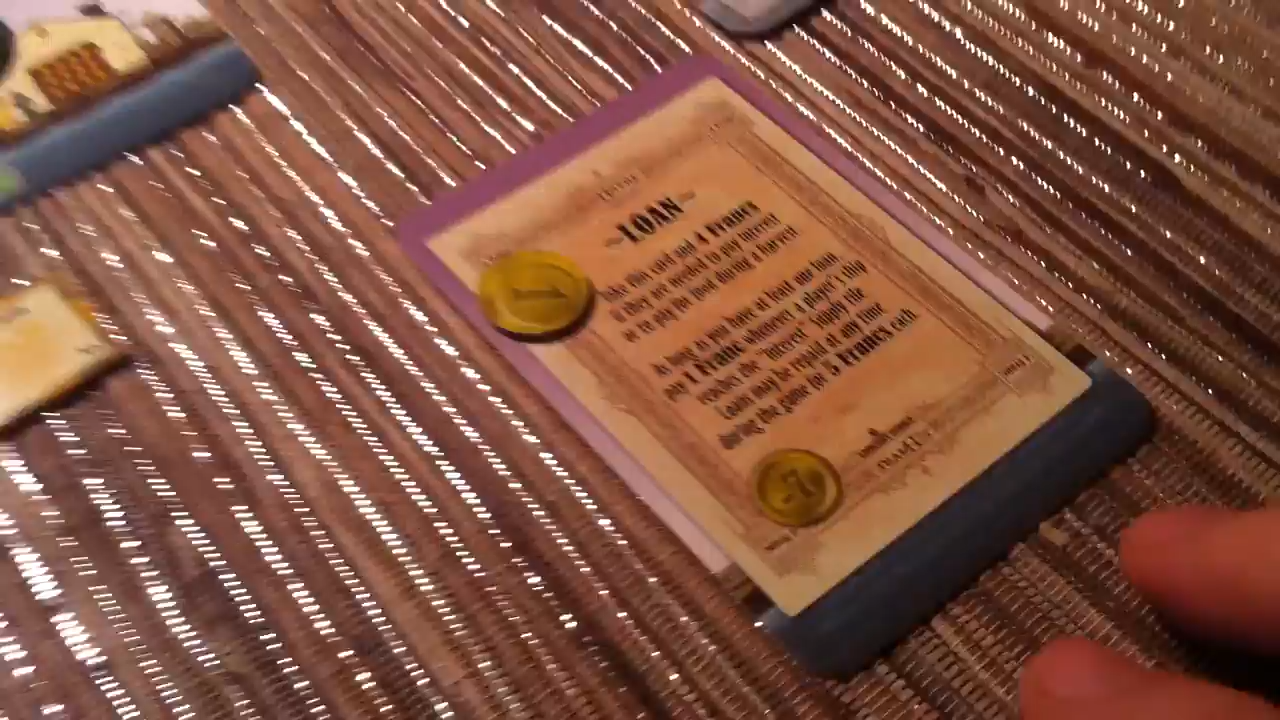 LOAN
Take this card and 4 Francs
if they are needed to pay interest
or to pay for food during a harvest.
As long as you have at least one loan,
pay 1 Franc whenever a player's ship
reaches the "Interest" Supply tile
Loans may be repaid at any time
during the game for 5 Francs each.
1
-7